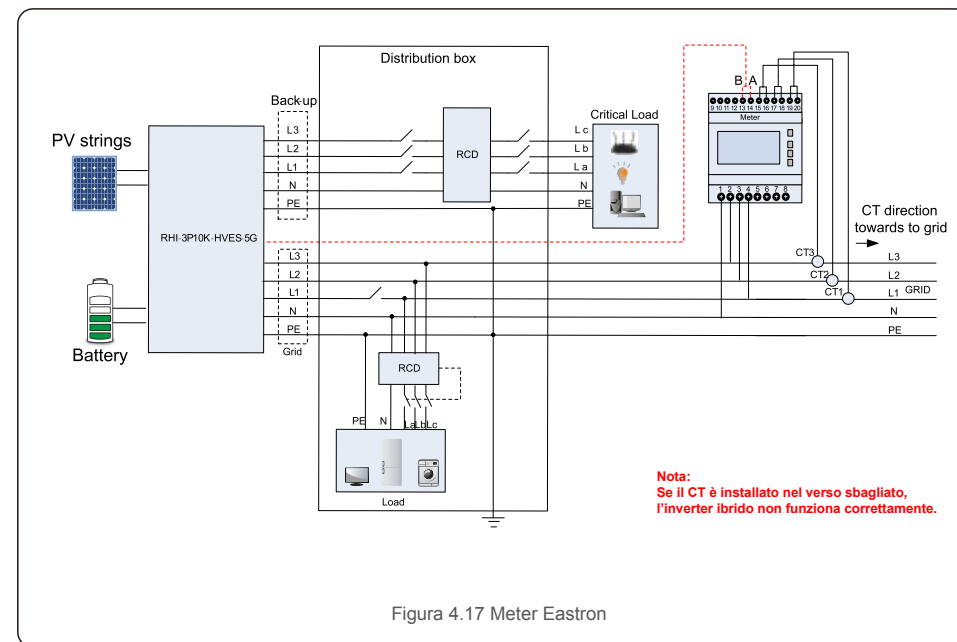 Distribution box
B A
9 10 11 12 13 14 15 16 17 18 19 20
Meter
Back-up
Critical Load
PV strings
L3
L2
L1
N
PE
RCD
L c
L b
L a
N
PE
1 2 3 4 5 6 7 8
CT direction
towards to grid
RHI-3P10K-HVES-5G
L3
L2
L1
N
PE
Grid
CT3
CT2
CT1
L3
L2
L1
GRID
N
PE
Battery
RCD
PE
N
La
Lb
Lc
Load
Nota:
Se il CT è installato nel verso sbagliato,
l'inverter ibrido non funziona correttamente.
Figura 4.17 Meter Eastron